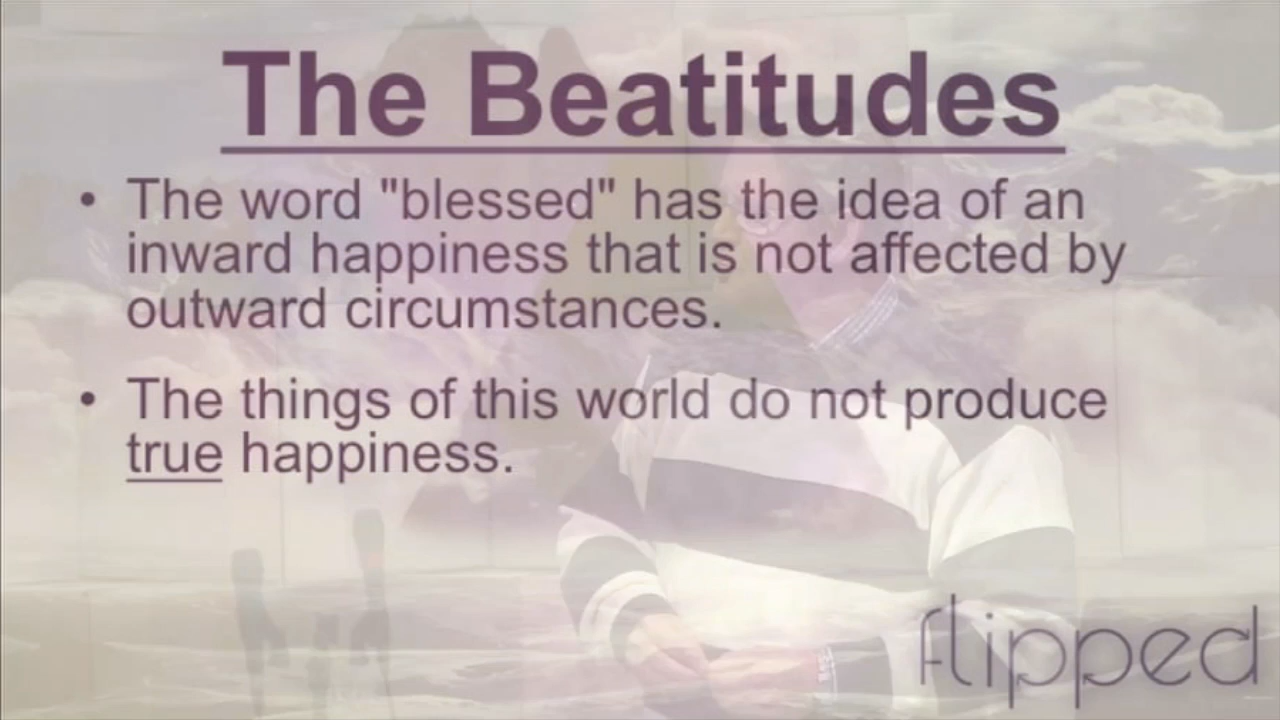 The Beatitudes
• The word "blessed" has the idea of an
inward happiness that is not affected by
outward circumstances.
• The things of this world do not produce
true happiness.
flipped